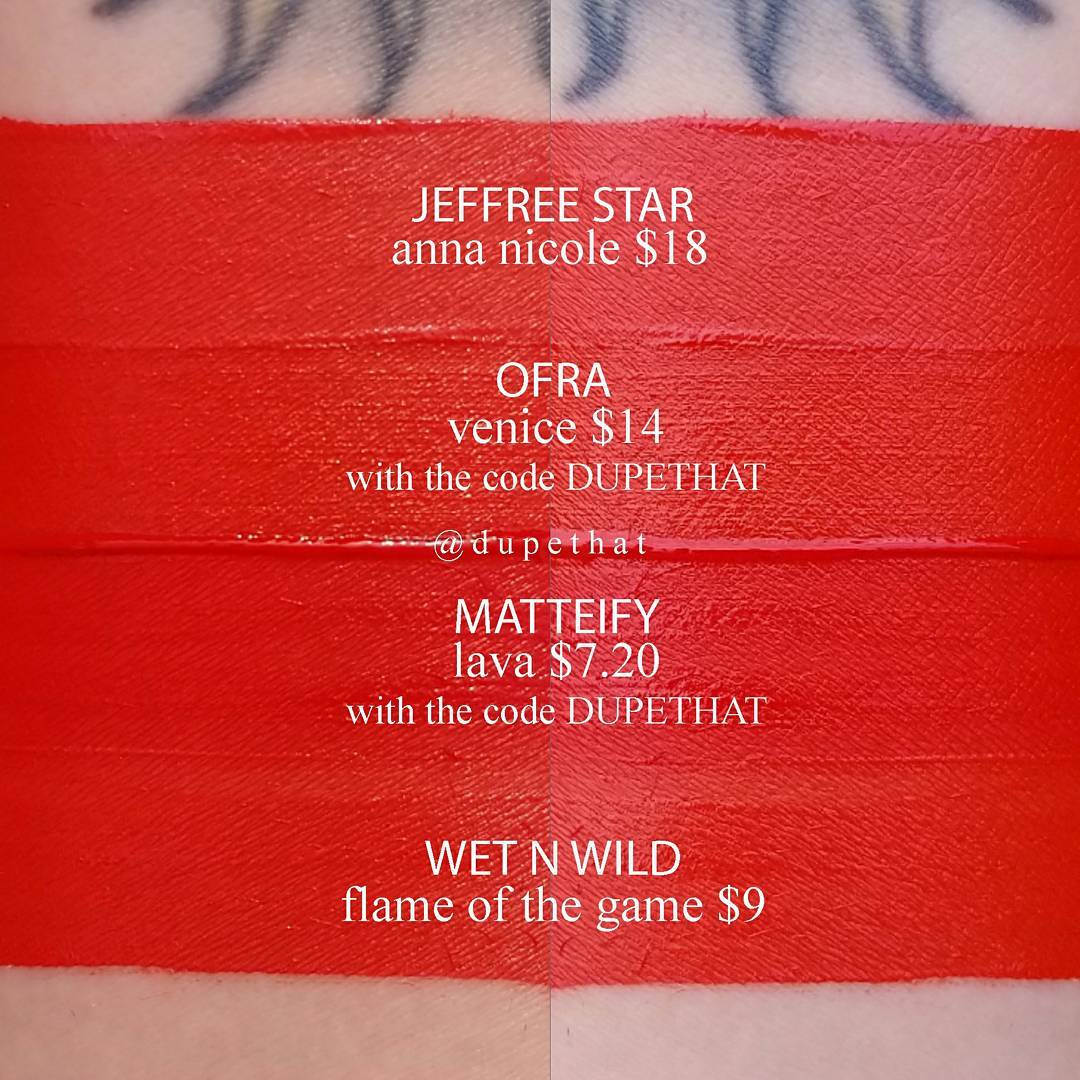 JEFFREE STAR
anna nicole $18
OFRA
venice $14
with the code DUPETHAT
@dupethat
MATTEIFY
lava $7.20
with the code DUPETHAT
WET N WILD
flame of the game $9